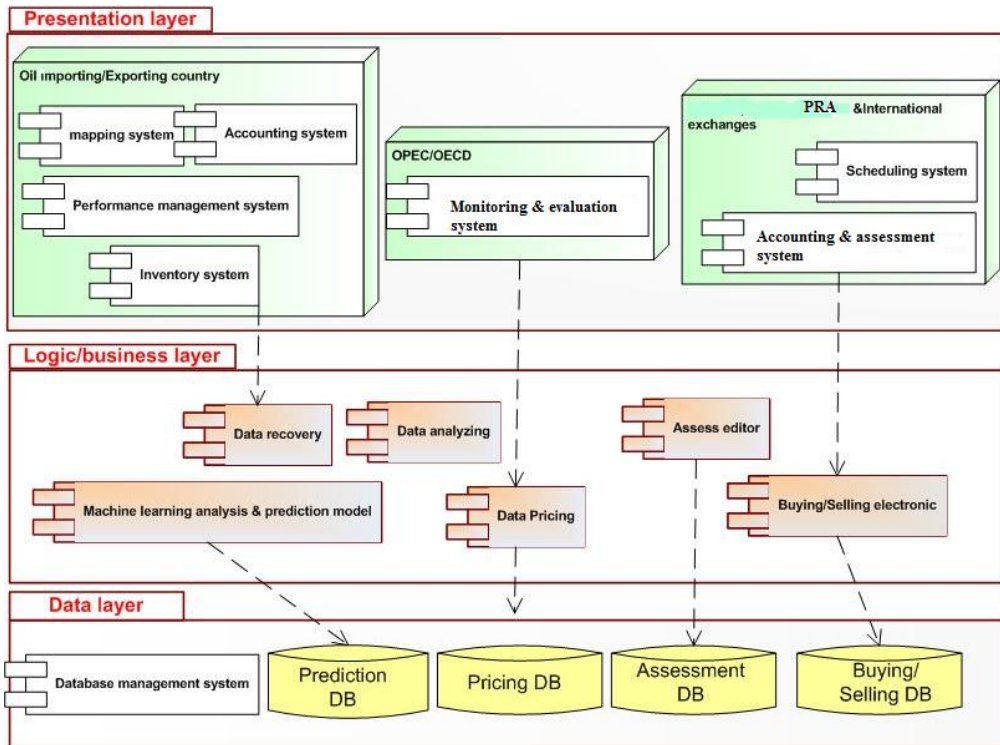 Presentation layer
Oil importing/Exporting country
mapping system
Accounting system
Performance management system
Inventory system
OPEC/OECD
Monitoring & evaluation
system
PRA &International
exchanges
Scheduling system
Accounting & assessment
system
Logic/business layer
Data recovery
Data analyzing
Assess editor
Machine learning analysis & prediction model
Data Pricing
Buying/Selling electronic
Data layer
Database management system
Prediction
DB
Pricing DB
Assessment
DB
Buying/
Selling DB